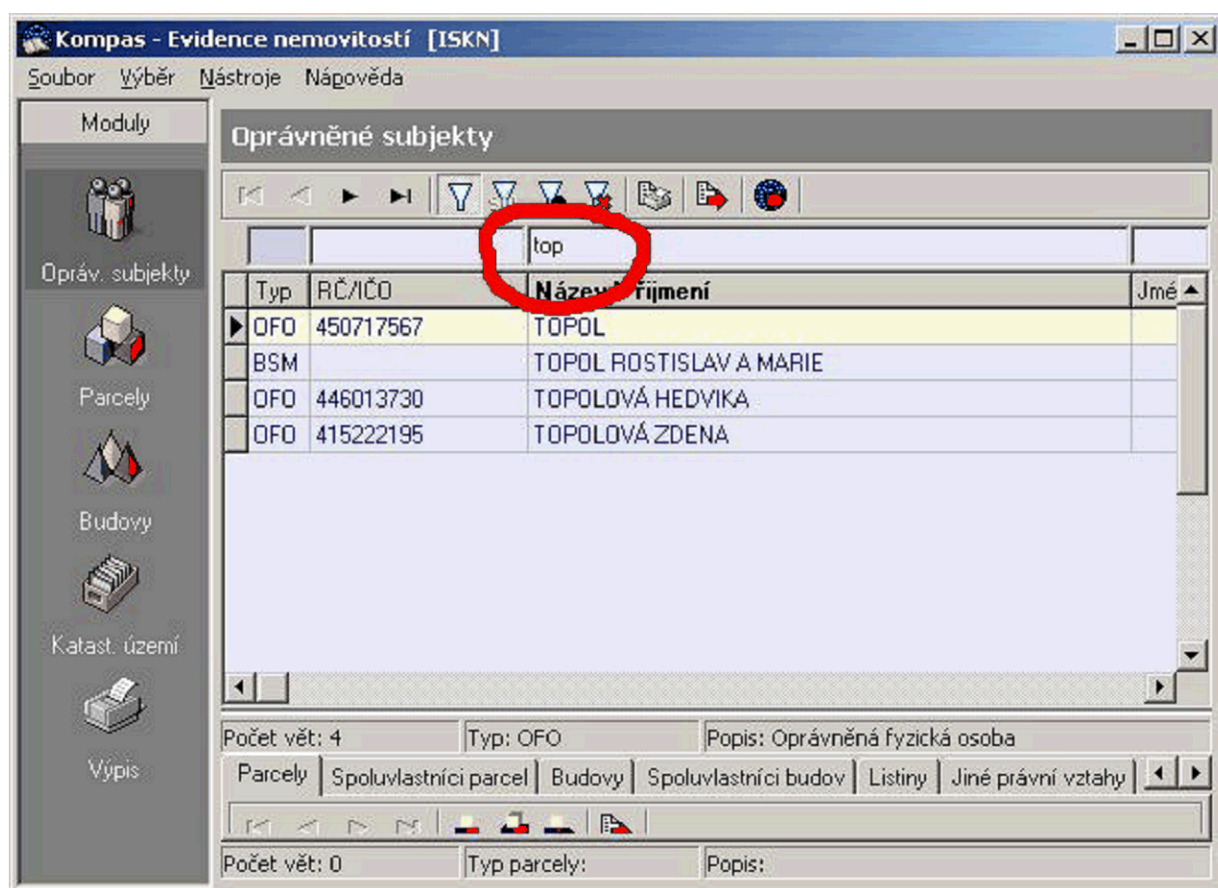 Kompas - Evidence nemovitostí [ISKN]
Soubor Výběr Nástroje Nápověda
Moduly
Oprávněné subjekty
top
Opráv. subjekty
Typ RČ/IČO Název příjmení Jmé
OFO 450717567 TOPOL
BSM TOPOL ROSTISLAV A MARIE
Parcely
OFO 446013730 TOPOLOVÁ HEDVIKA
OFO 415222195 TOPOLOVÁ ZDENA
Budovy
Katast. území
Výpis
Počet vět: 4 Typ: OFO Popis: Oprávněná fyzická osoba
Parcely Spoluvlastníci parcel Budovy Spoluvlastníci budov Listiny Jiné právní vztahy
Počet vět: 0 Typ parcely: Popis: